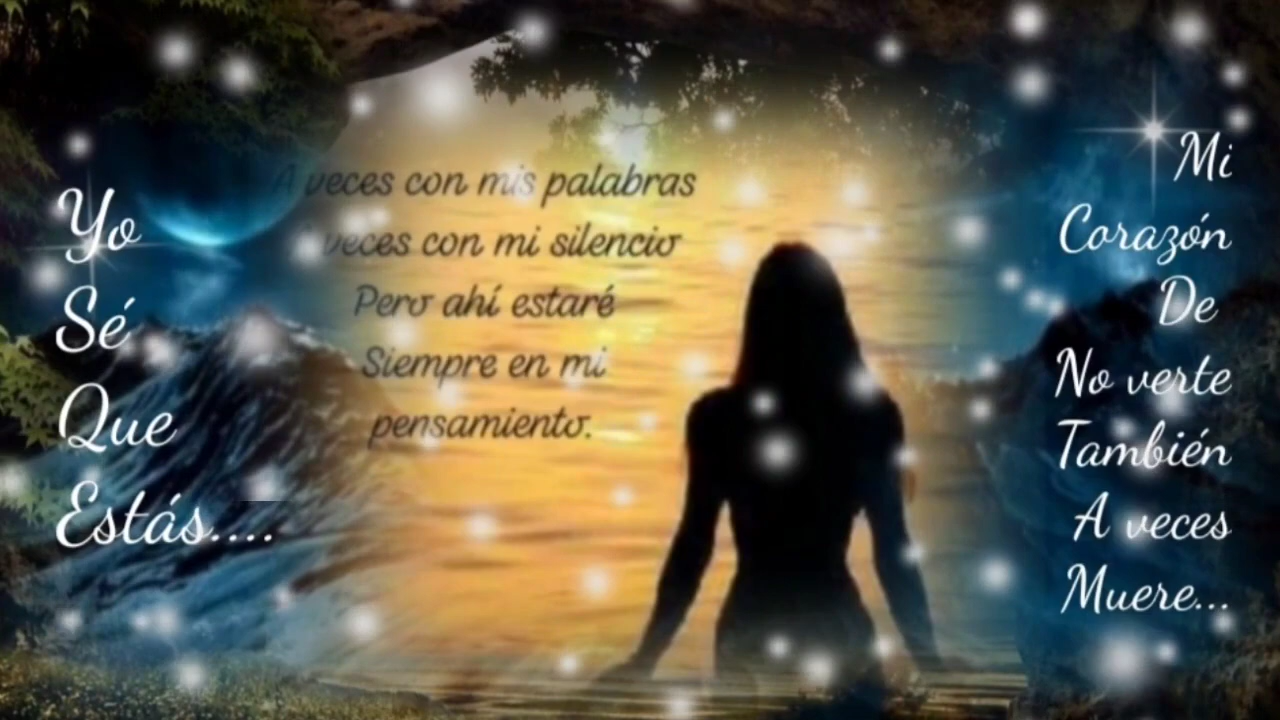 Yo
Sé
Que
Estás....
A veces con mis palabras
A veces con mi silencio
Pero ahí estaré
Siempre en mi
pensamiento.
Mi
Corazón
De
No verte
También
A veces
Muere...